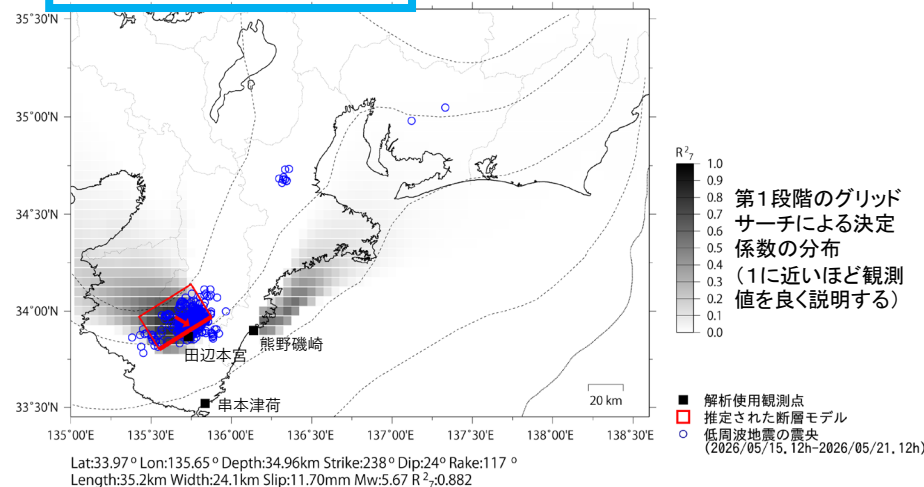 35°30'N
35°00'N
34°30'N
34°00'N
33°30'N
田辺本宮
熊野磯崎
串本津荷
20 km
135°00'E 135°30'E 136°00'E 136°30'E 137°00'E 137°30'E 138°00'E 138°30'E
R²₇
1.0
0.9
0.8
0.7
0.6
0.5
0.4
0.3
0.2
0.1
0.0
第1段階のグリッド
サーチによる決定
係数の分布
(1に近いほど観測
値を良く説明する)
解析使用観測点
推定された断層モデル
低周波地震の震央
(2026/05/15.12h-2026/05/21.12h)
Lat:33.97° Lon:135.65° Depth:34.96km Strike:238° Dip:24° Rake:117 °
Length:35.2km Width:24.1km Slip:11.70mm Mw:5.67 R²₇:0.882